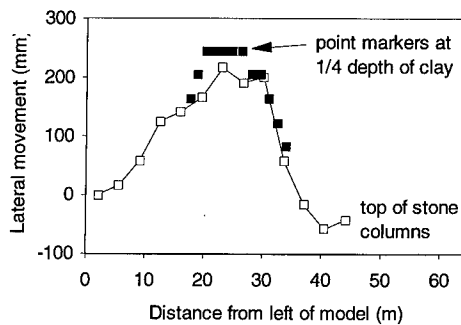 Lateral movement (mm)
300
200
100
0
-100
point markers at
1/4 depth of clay
top of stone
columns
0 10 20 30 40 50 60
Distance from left of model (m)